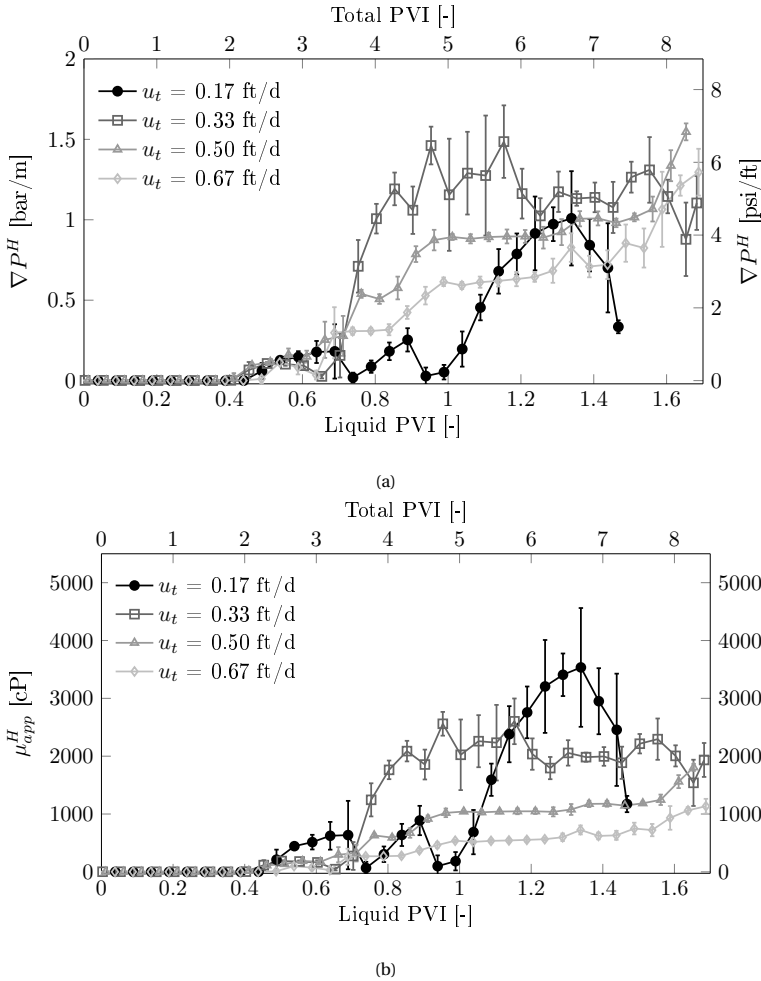 Total PVI [-]
0 1 2 3 4 5 6 7 8
2
1.5
1
0.5
0
∇P^H [bar/m]
u_t = 0.17 ft/d
u_t = 0.33 ft/d
u_t = 0.50 ft/d
u_t = 0.67 ft/d
8
6
4
2
0
∇P^H [psi/ft]
0.2 0.4 0.6 0.8 1 1.2 1.4 1.6
Liquid PVI [-]
(a)
Total PVI [-]
0 1 2 3 4 5 6 7 8
5000
4000
3000
2000
1000
0
μ^H_app [cP]
u_t = 0.17 ft/d
u_t = 0.33 ft/d
u_t = 0.50 ft/d
u_t = 0.67 ft/d
5000
4000
3000
2000
1000
0
0.2 0.4 0.6 0.8 1 1.2 1.4 1.6
Liquid PVI [-]
(b)